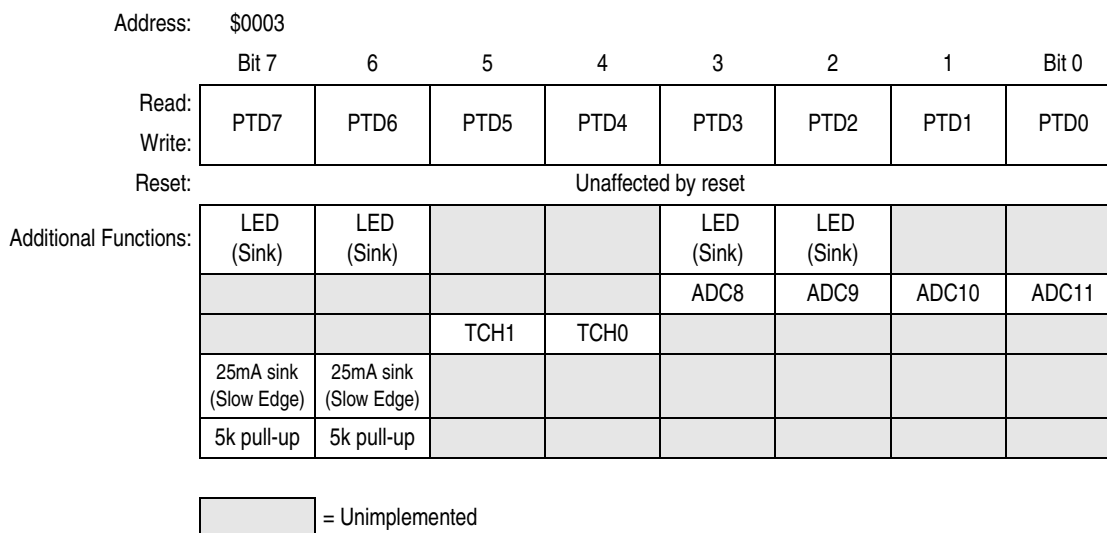 Address: $0003
Bit 7 6 5 4 3 2 1 Bit 0
Read:
PTD7 PTD6 PTD5 PTD4 PTD3 PTD2 PTD1 PTD0
Write:
Reset: Unaffected by reset
Additional Functions: LED (Sink) LED (Sink) LED (Sink) LED (Sink)
ADC8 ADC9 ADC10 ADC11
TCH1 TCH0
25mA sink (Slow Edge) 25mA sink (Slow Edge)
5k pull-up 5k pull-up
= Unimplemented